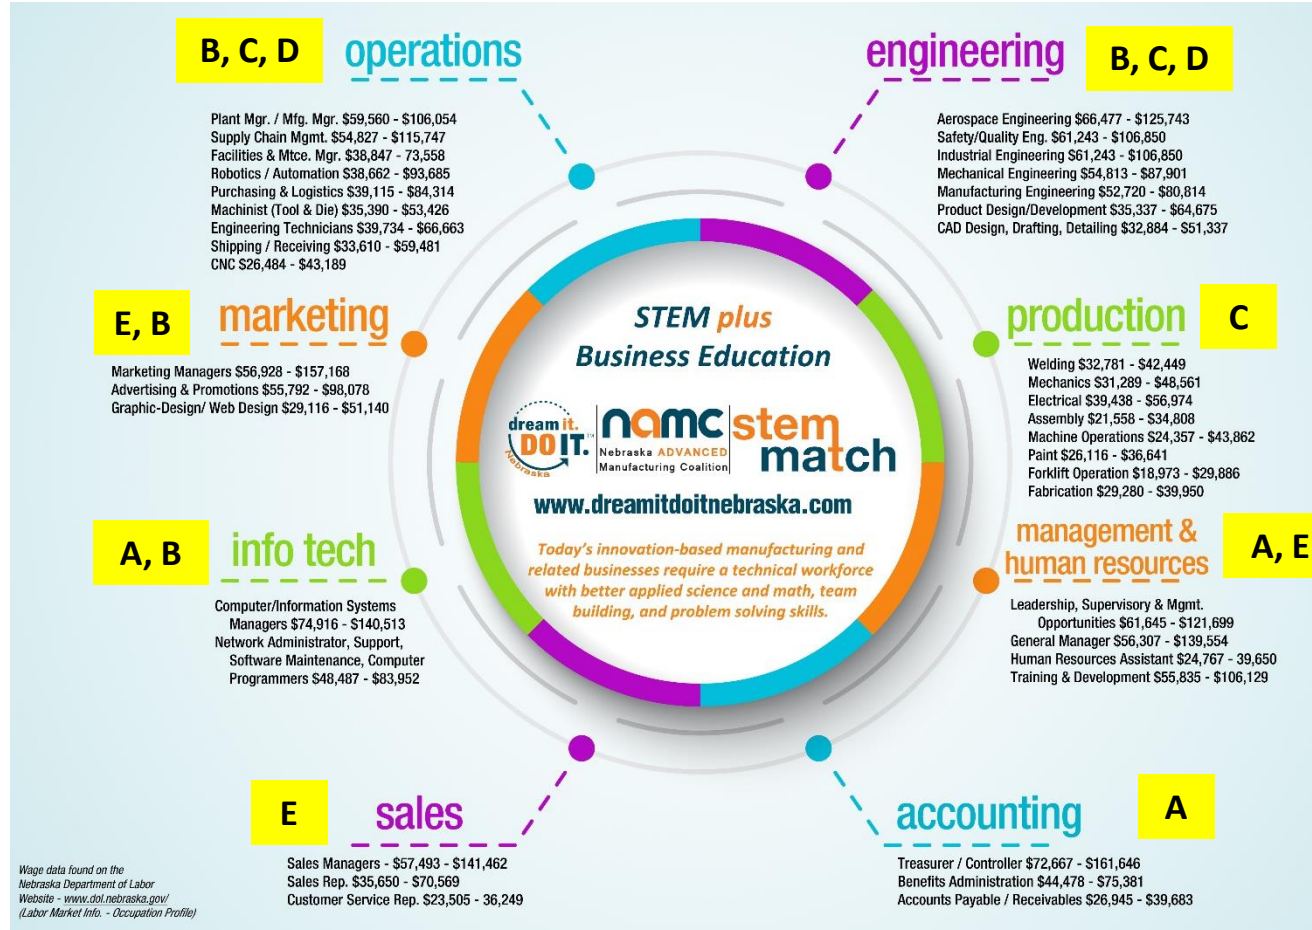 B, C, D
operations
Plant Mgr. / Mfg. Mgr. $59,560 - $106,054
Supply Chain Mgmt. $54,827 - $115,747
Facilities & Mtce. Mgr. $38,847 - 73,558
Robotics / Automation $38,662 - $93,685
Purchasing & Logistics $39,115 - $84,314
Machinist (Tool & Die) $35,390 - $53,426
Engineering Technicians $39,734 - $66,663
Shipping / Receiving $33,610 - $59,481
CNC $26,484 - $43,189
engineering
B, C, D
Aerospace Engineering $66,477 - $125,743
Safety/Quality Eng. $61,243 - $106,850
Industrial Engineering $61,243 - $106,850
Mechanical Engineering $54,813 - $87,901
Manufacturing Engineering $52,720 - $80,814
Product Design/Development $35,337 - $64,675
CAD Design, Drafting, Detailing $32,884 - $51,337
E, B
marketing
Marketing Managers $56,928 - $157,168
Advertising & Promotions $55,792 - $98,078
Graphic-Design/ Web Design $29,116 - $51,140
STEM plus
Business Education
dream it.
DO IT.™
Nebraska
namc
Nebraska ADVANCED
Manufacturing Coalition
stem
match
www.dreamitdoitnebraska.com
Today's innovation-based manufacturing and
related businesses require a technical workforce
with better applied science and math, team
building, and problem solving skills.
production
C
Welding $32,781 - $42,449
Mechanics $31,289 - $48,561
Electrical $39,438 - $56,974
Assembly $21,558 - $34,808
Machine Operations $24,357 - $43,862
Paint $26,116 - $36,641
Forklift Operation $18,973 - $29,886
Fabrication $29,280 - $39,950
A, B
info tech
Computer/Information Systems
Managers $74,916 - $140,513
Network Administrator, Support,
Software Maintenance, Computer
Programmers $48,487 - $83,952
management &
human resources
A, E
Leadership, Supervisory & Mgmt.
Opportunities $61,645 - $121,699
General Manager $56,307 - $139,554
Human Resources Assistant $24,767 - 39,650
Training & Development $55,835 - $106,129
E
sales
Sales Managers - $57,493 - $141,462
Sales Rep. $35,650 - $70,569
Customer Service Rep. $23,505 - 36,249
accounting
A
Treasurer / Controller $72,667 - $161,646
Benefits Administration $44,478 - $75,381
Accounts Payable / Receivables $26,945 - $39,683
Wage data found on the
Nebraska Department of Labor
Website - www.dol.nebraska.gov/
(Labor Market Info. - Occupation Profile)